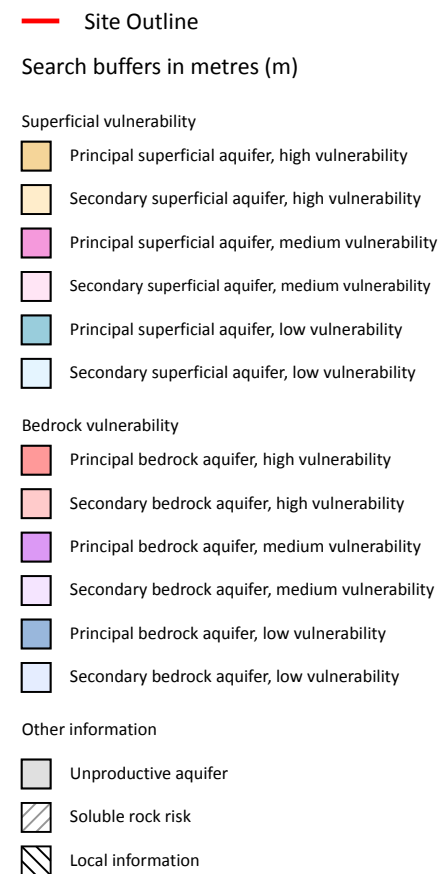 Site Outline
Search buffers in metres (m)
Superficial vulnerability
Principal superficial aquifer, high vulnerability
Secondary superficial aquifer, high vulnerability
Principal superficial aquifer, medium vulnerability
Secondary superficial aquifer, medium vulnerability
Principal superficial aquifer, low vulnerability
Secondary superficial aquifer, low vulnerability
Bedrock vulnerability
Principal bedrock aquifer, high vulnerability
Secondary bedrock aquifer, high vulnerability
Principal bedrock aquifer, medium vulnerability
Secondary bedrock aquifer, medium vulnerability
Principal bedrock aquifer, low vulnerability
Secondary bedrock aquifer, low vulnerability
Other information
Unproductive aquifer
Soluble rock risk
Local information